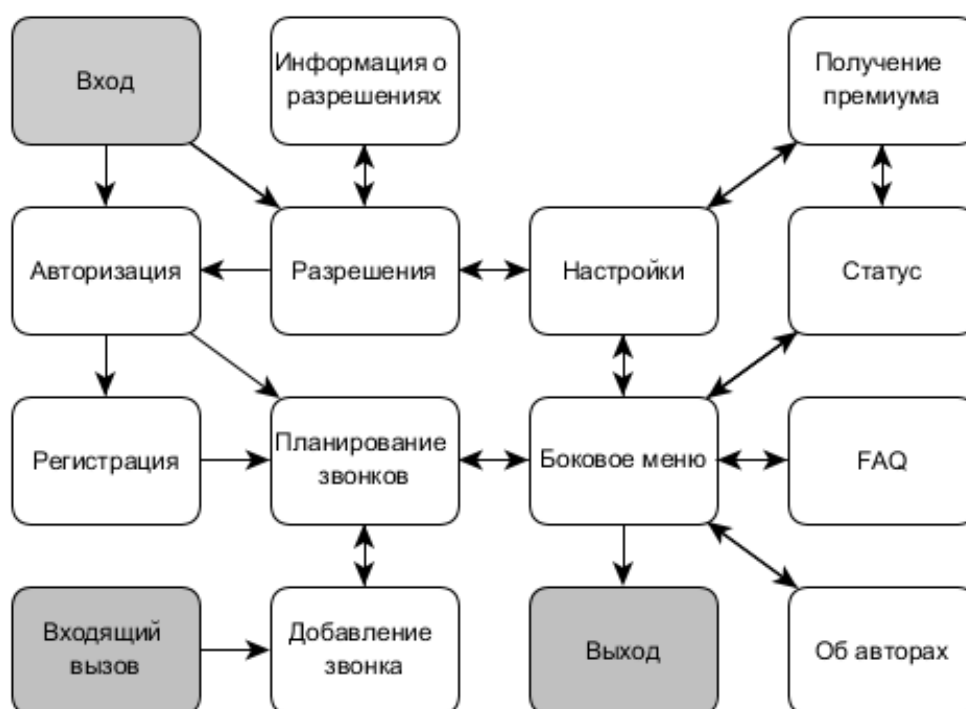 Вход
Информация о
разрешениях
Получение
премиума
Авторизация
Разрешения
Настройки
Статус
Регистрация
Планирование
звонков
Боковое меню
FAQ
Входящий
вызов
Добавление
звонка
Выход
Об авторах